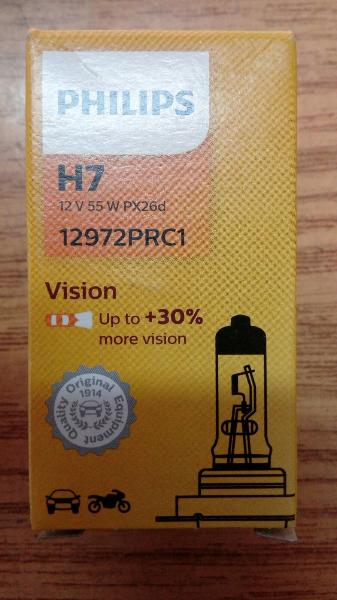 PHILIPS
H7
12 V 55 W PX26d
12972PRC1
Vision
Up to +30%
more vision
Original
1914
Quality
Equipment